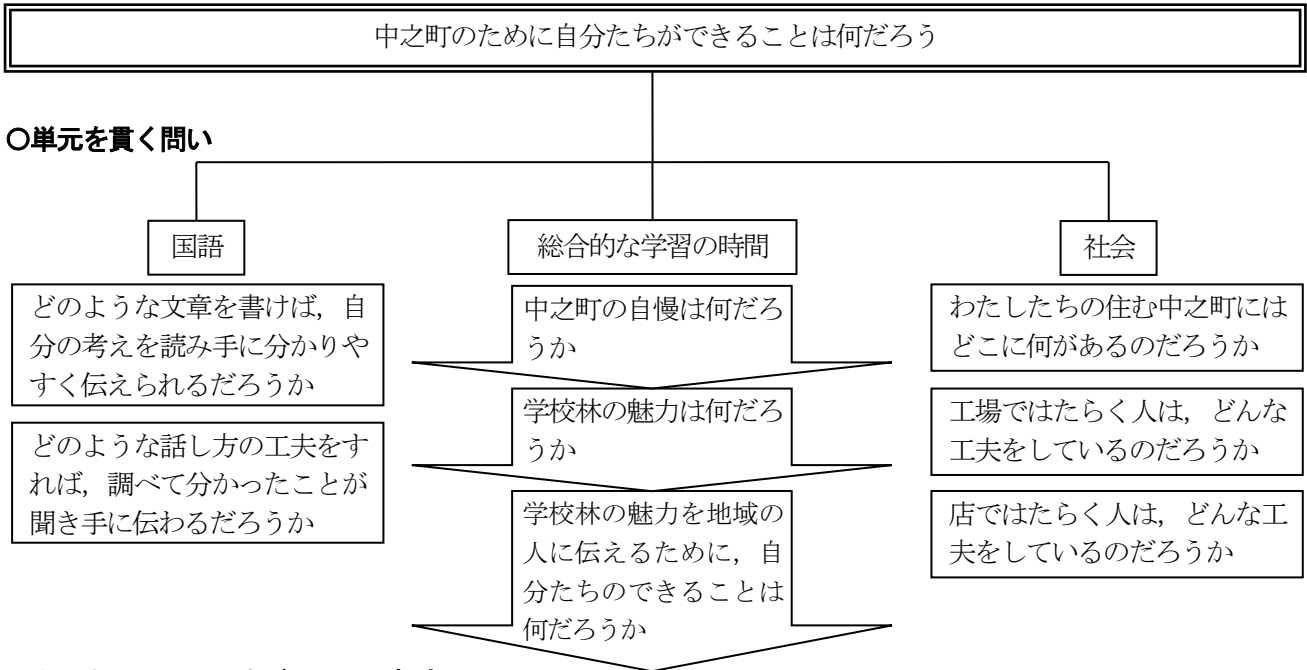 中之町のために自分たちができることは何だろう
○単元を貫く問い
国語
どのような文章を書けば，自
分の考えを読み手に分かりや
すく伝えられるだろうか
どのような話し方の工夫をす
れば，調べて分かったことが
聞き手に伝わるだろうか
総合的な学習の時間
中之町の自慢は何だろ
うか
学校林の魅力は何だろ
うか
学校林の魅力を地域の
人に伝えるために，自
分たちのできることは
何だろうか
社会
わたしたちの住む中之町には
どこに何があるのだろうか
工場ではたらく人は，どんな
工夫をしているのだろうか
店ではたらく人は，どんな工
夫をしているのだろうか